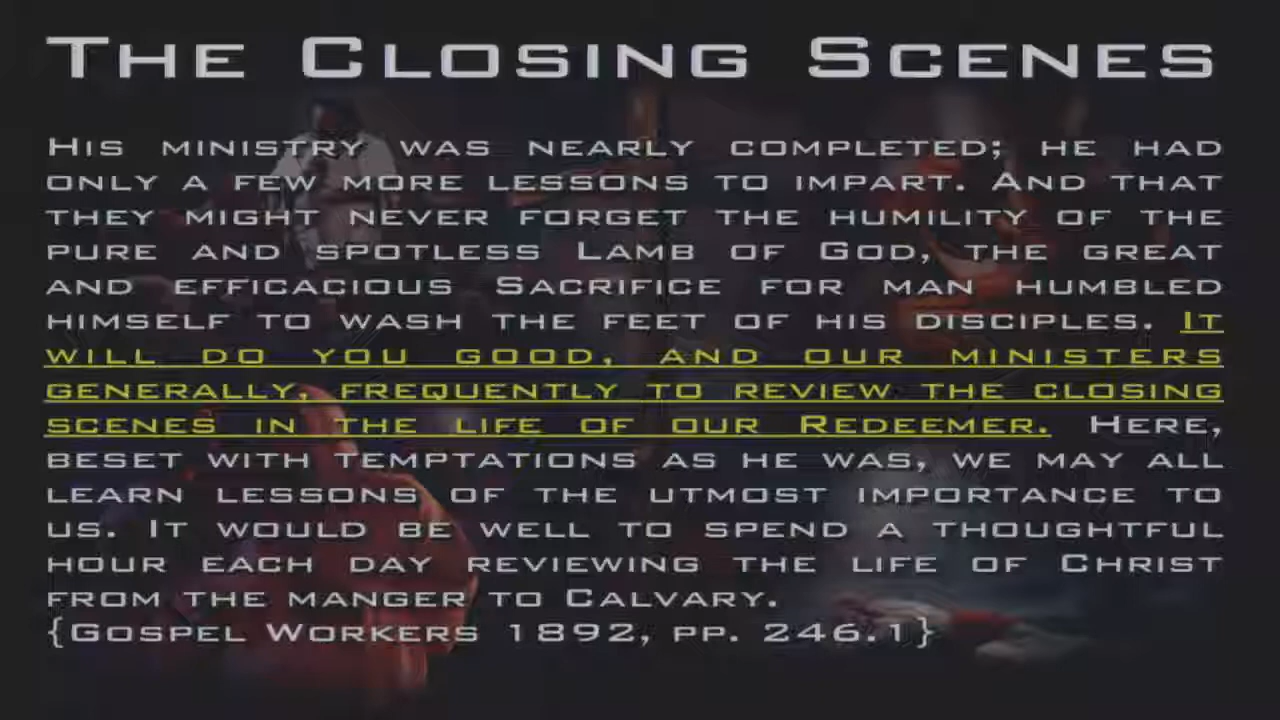 The Closing Scenes
His ministry was nearly completed; he had
only a few more lessons to impart. And that
they might never forget the humility of the
pure and spotless Lamb of God, the great
and efficacious Sacrifice for man humbled
himself to wash the feet of his disciples. It
will do you good, and our ministers
generally, frequently to review the closing
scenes in the life of our Redeemer. Here,
beset with temptations as he was, we may all
learn lessons of the utmost importance to
us. It would be well to spend a thoughtful
hour each day reviewing the life of Christ
from the manger to Calvary.
{Gospel Workers 1892, pp. 246.1}